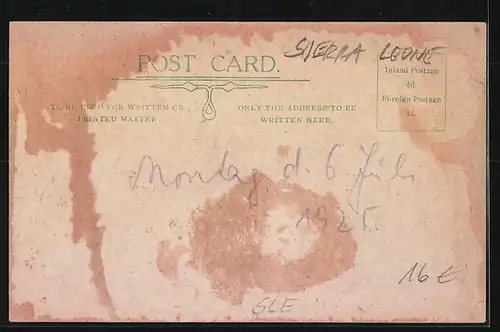 SIERRA LEONE
POST CARD.
Inland Postage
½d.
Foreign Postage
1d.
TO BE USED FOR WRITTEN OR
PRINTED MATTER
ONLY THE ADDRESS TO BE
WRITTEN HERE.
Montag d. 6 Juli
1925.
16 €
SLE